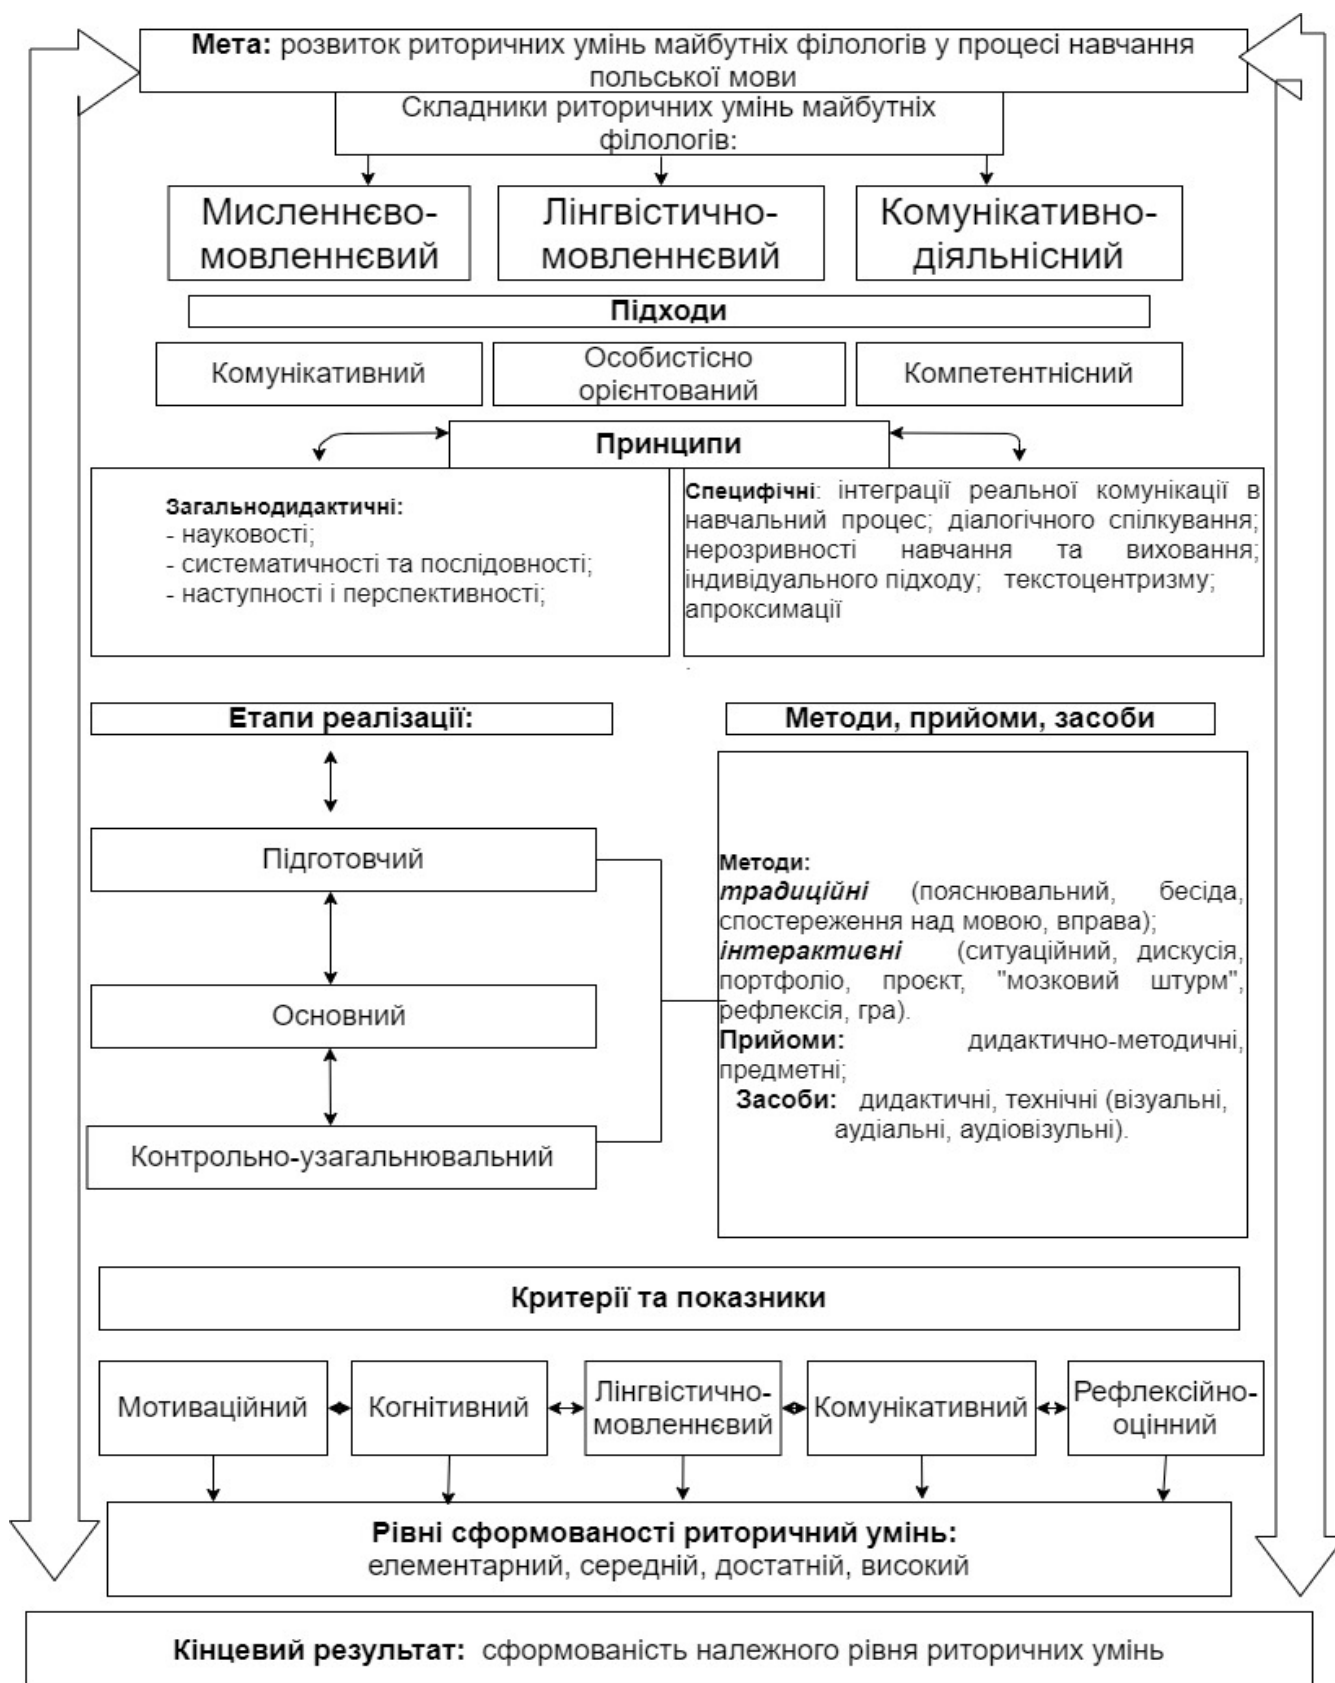 Мета: розвиток риторичних умінь майбутніх філологів у процесі навчання
польської мови
Складники риторичних умінь майбутніх
філологів:
Мисленнєво-
мовленнєвий
Лінгвістично-
мовленнєвий
Комунікативно-
діяльнісний
Підходи
Комунікативний
Особистісно
орієнтований
Компетентнісний
Принципи
Загальнодидактичні:
- науковості;
- систематичності та послідовності;
- наступності і перспективності;
Специфічні: інтеграції реальної комунікації в
навчальний процес; діалогічного спілкування;
нерозривності навчання та виховання;
індивідуального підходу; текстоцентризму;
апроксимації
.
Етапи реалізації:
Підготовчий
Основний
Контрольно-узагальнювальний
Методи, прийоми, засоби
Методи:
традиційні (пояснювальний, бесіда,
спостереження над мовою, вправа);
інтерактивні (ситуаційний, дискусія,
портфоліо, проєкт, "мозковий штурм",
рефлексія, гра).
Прийоми: дидактично-методичні,
предметні;
Засоби: дидактичні, технічні (візуальні,
аудіальні, аудіовізульні).
Критерії та показники
Мотиваційний
Когнітивний
Лінгвістично-
мовленнєвий
Комунікативний
Рефлексійно-
оцінний
Рівні сформованості риторичний умінь:
елементарний, середній, достатній, високий
Кінцевий результат: сформованість належного рівня риторичних умінь